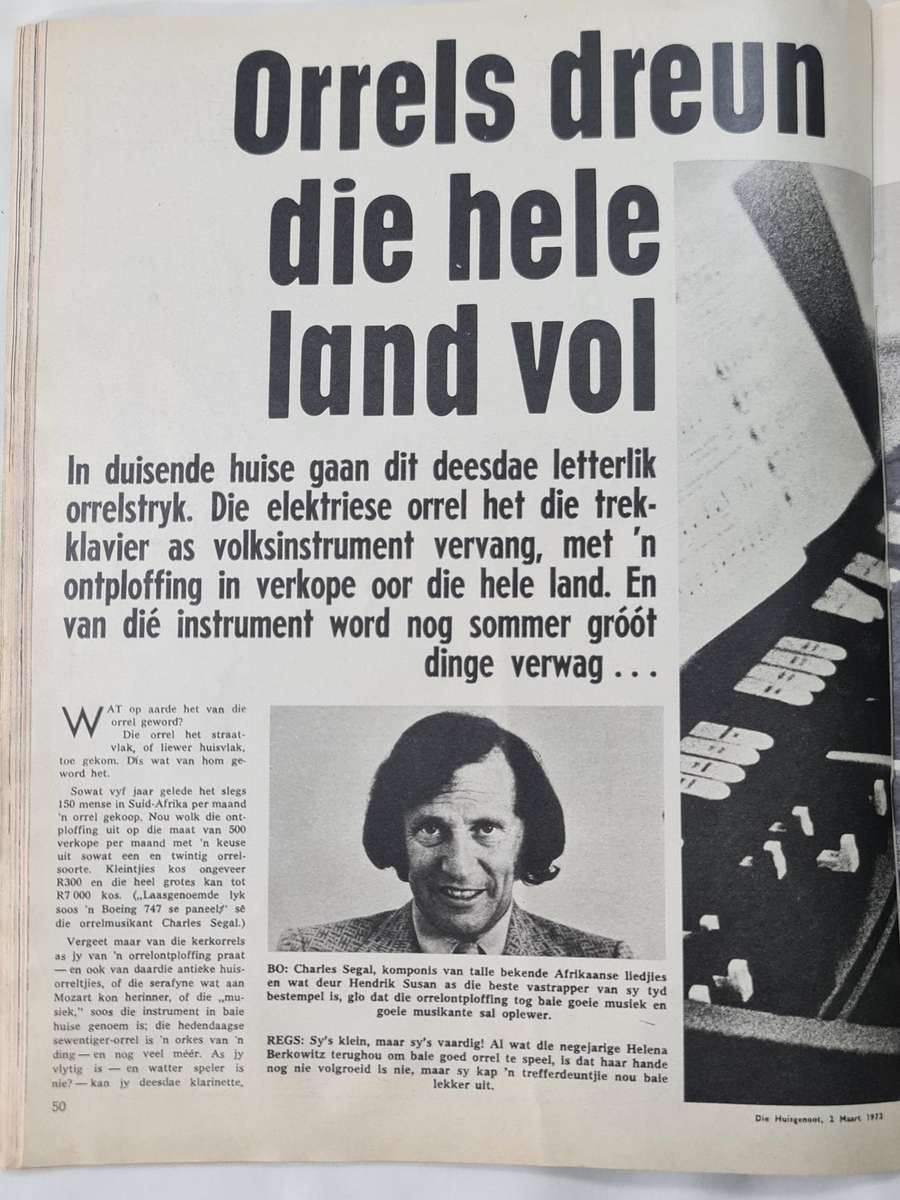 Orrels dreun
die hele
land vol
In duisende huise gaan dit deesdae letterlik
orrelstryk. Die elektriese orrel het die trek-
klavier as volksinstrument vervang, met 'n
ontploffing in verkope oor die hele land. En
van dié instrument word nog sommer gróót
dinge verwag ...
WAT op aarde het van die
orrel geword?
Die orrel het straat-
vlak, of liewer huisvlak,
toe gekom. Dis wat van hom ge-
word het.
Sowat vyf jaar gelede het slegs
150 mense in Suid-Afrika per maand
'n orrel gekoop. Nou wolk die ont-
ploffing uit op die maat van 500
verkope per maand met 'n keuse
uit sowat een en twintig orrel-
soorte. Kleintjies kos ongeveer
R300 en die heel grotes kan tot
R7 000 kos. („Laasgenoemde lyk
soos 'n Boeing 747 se paneel," sê
die orrelmusikant Charles Segal.)
Vergeet maar van die kerkorrels
as jy van 'n orrelontploffing praat
— en ook van daardie antieke huis-
orreltjies, of die serafyne wat aan
Mozart kon herinner, of die „mu-
siek," soos die instrument in baie
huise genoem is; die hedendaagse
sewentiger-orrel is 'n orkes van 'n
ding — en nog veel méér. As jy
vlytig is — en watter speler is
nie? — kan jy deesdae klarinette,
BO: Charles Segal, komponis van talle bekende Afrikaanse liedjies
en wat deur Hendrik Susan as die beste vastrapper van sy tyd
bestempel is, glo dat die orrelontploffing tog baie goeie musiek en
goeie musikante sal oplewer.
REGS: Sy's klein, maar sy's vaardig! Al wat die negejarige Helena
Berkowitz terughou om baie goed orrel te speel, is dat haar hande
nog nie volgroeid is nie, maar sy kap 'n trefferdeuntjie nou baie
lekker uit.
50
Die Huisgenoot, 2 Maart 1973